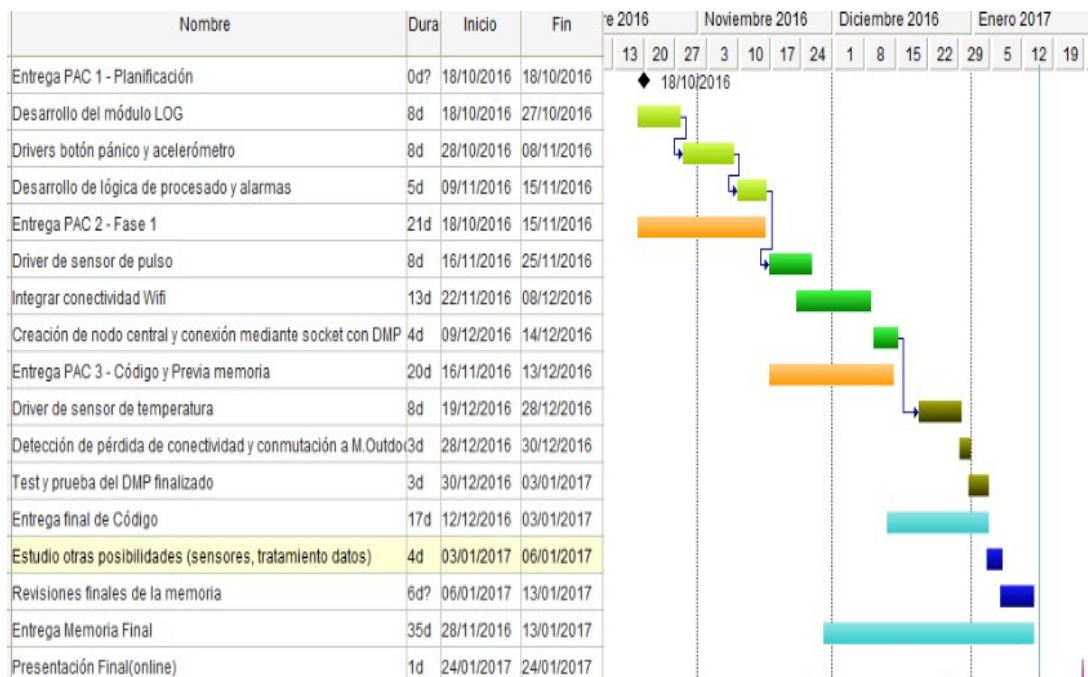 Nombre Dura Inicio Fin re 2016 Noviembre 2016 Diciembre 2016 Enero 2017
13 20 27 3 10 17 24 1 8 15 22 29 5 12 19
Entrega PAC 1 - Planificación 0d? 18/10/2016 18/10/2016 18/10/2016
Desarrollo del módulo LOG 8d 18/10/2016 27/10/2016
Drivers botón pánico y acelerómetro 8d 28/10/2016 08/11/2016
Desarrollo de lógica de procesado y alarmas 5d 09/11/2016 15/11/2016
Entrega PAC 2 - Fase 1 21d 18/10/2016 15/11/2016
Driver de sensor de pulso 8d 16/11/2016 25/11/2016
Integrar conectividad Wifi 13d 22/11/2016 08/12/2016
Creación de nodo central y conexión mediante socket con DMP 4d 09/12/2016 14/12/2016
Entrega PAC 3 - Código y Previa memoria 20d 16/11/2016 13/12/2016
Driver de sensor de temperatura 8d 19/12/2016 28/12/2016
Detección de pérdida de conectividad y conmutación a M.Outdoo 3d 28/12/2016 30/12/2016
Test y prueba del DMP finalizado 3d 30/12/2016 03/01/2017
Entrega final de Código 17d 12/12/2016 03/01/2017
Estudio otras posibilidades (sensores, tratamiento datos) 4d 03/01/2017 06/01/2017
Revisiones finales de la memoria 6d? 06/01/2017 13/01/2017
Entrega Memoria Final 35d 28/11/2016 13/01/2017
Presentación Final(online) 1d 24/01/2017 24/01/2017